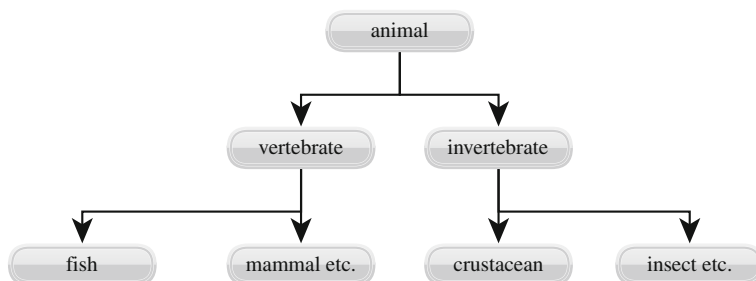 animal
vertebrate
invertebrate
fish
mammal etc.
crustacean
insect etc.